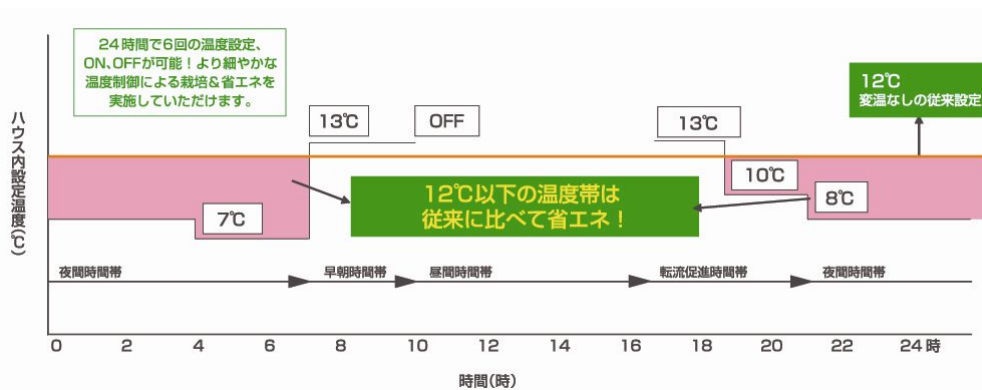 24時間で6回の温度設定、
ON、OFFが可能！より細やかな
温度制御による栽培&省エネを
実施していただけます。
12℃
変温なしの従来設定
13℃
OFF
13℃
10℃
8℃
7℃
12℃以下の温度帯は
従来に比べて省エネ！
ハウス内設定温度(℃)
夜間時間帯
早朝時間帯
昼間時間帯
転流促進時間帯
夜間時間帯
0 2 4 6 8 10 12 14 16 18 20 22 24時
時間(時)